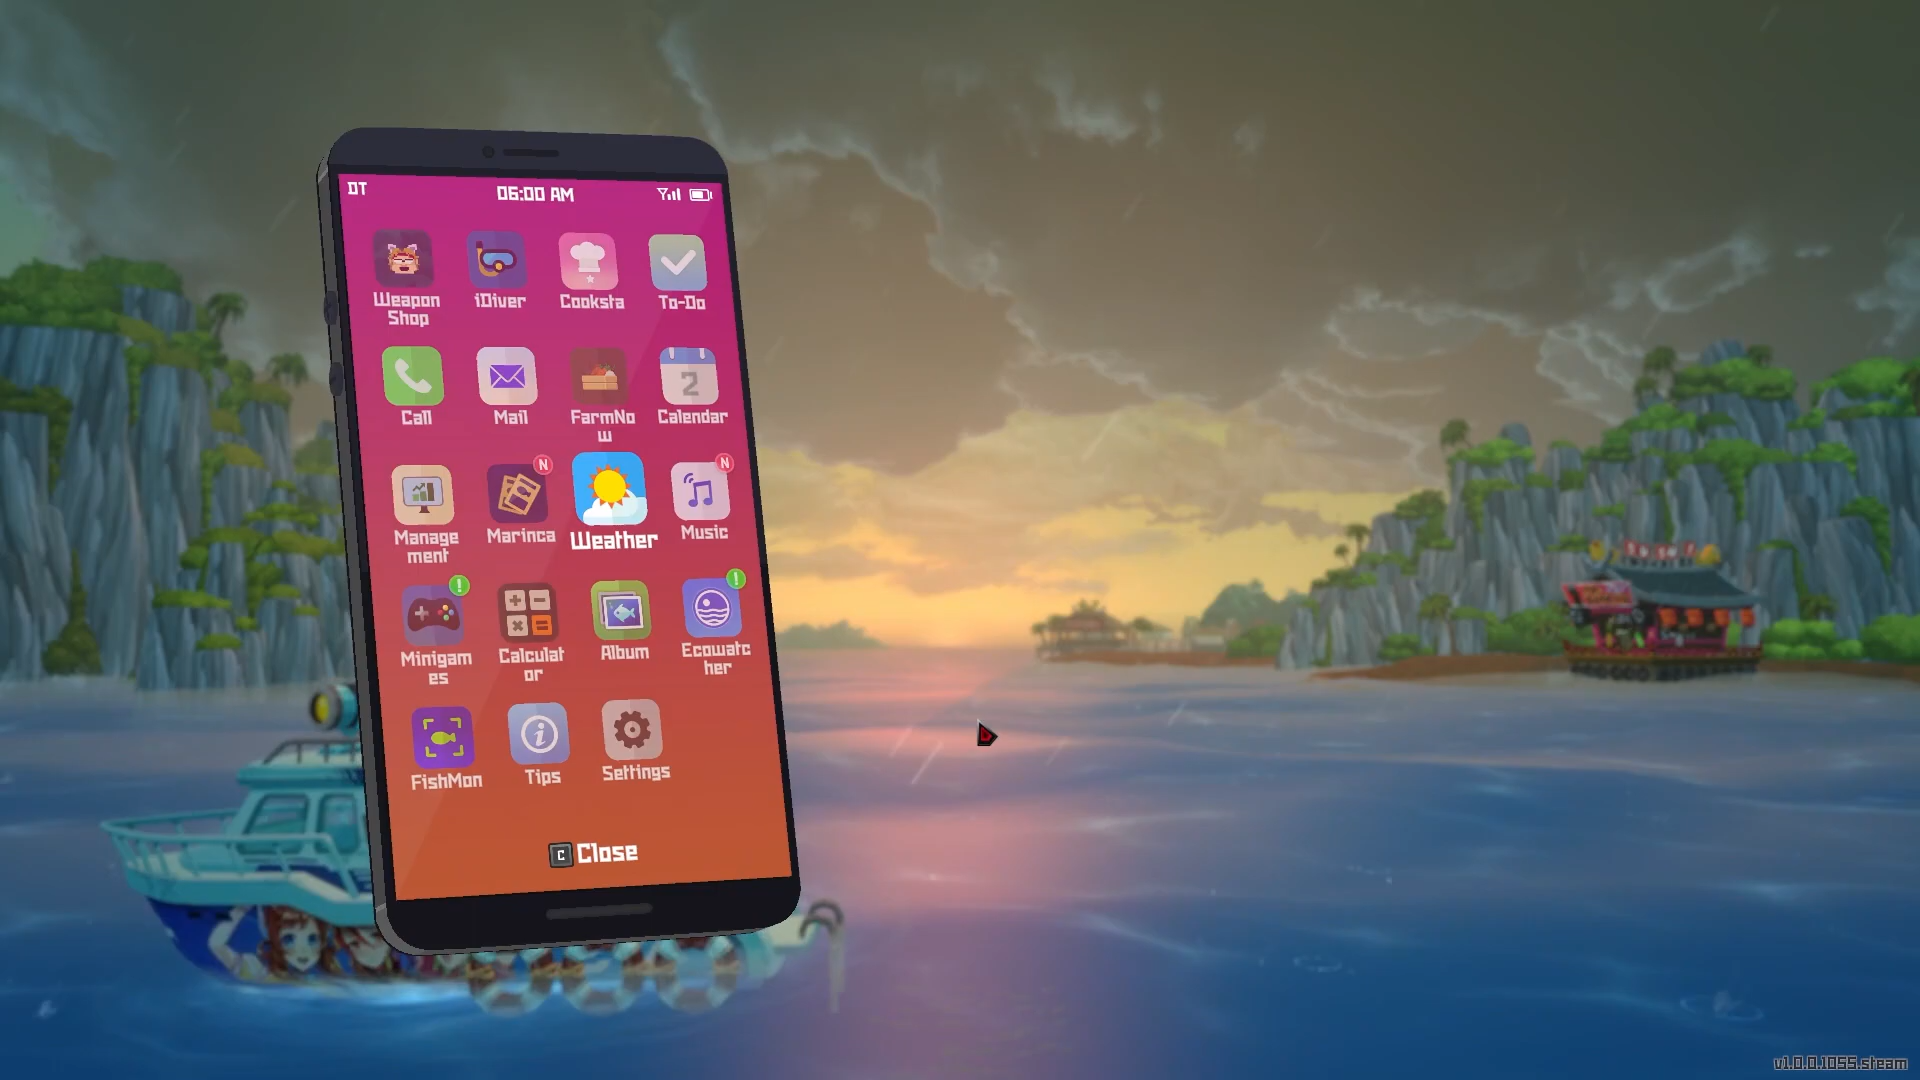 DT
06:00 AM
Weapon
Shop
iDiver
Cooksta
To-Do
Call
Mail
FarmNo
w
2
Calendar
Manage
ment
N
Marinca
Weather
N
Music
!
Minigam
es
Calculat
or
Album
!
Ecowatc
her
FishMon
Tips
Settings
C Close
v1.0.0.1055.steam